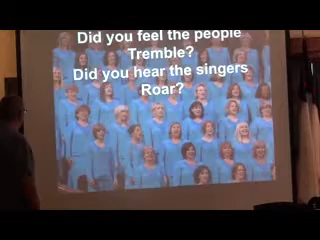 Did you feel the people
Tremble?
Did you hear the singers
Roar?